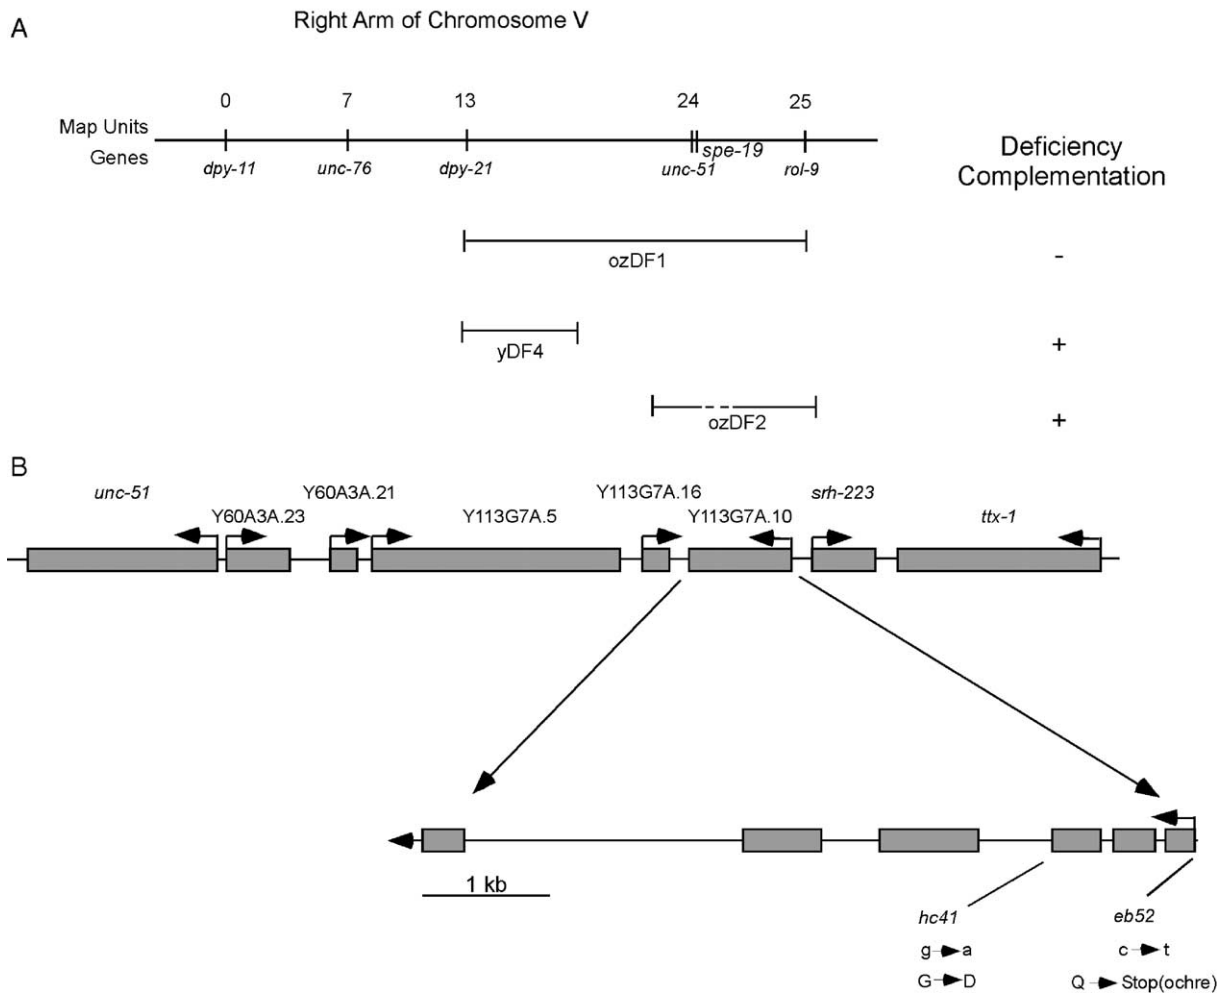 A
Right Arm of Chromosome V
0 7 13 24 25
Map Units
Genes
dpy-11 unc-76 dpy-21 unc-51 spe-19 rol-9
Deficiency
Complementation
ozDF1
-
yDF4
+
ozDF2
+
B
unc-51 Y60A3A.21 Y113G7A.16 srh-223
Y60A3A.23 Y113G7A.5 Y113G7A.10 ttx-1
1 kb
hc41 eb52
g a c t
G D Q Stop(ochre)